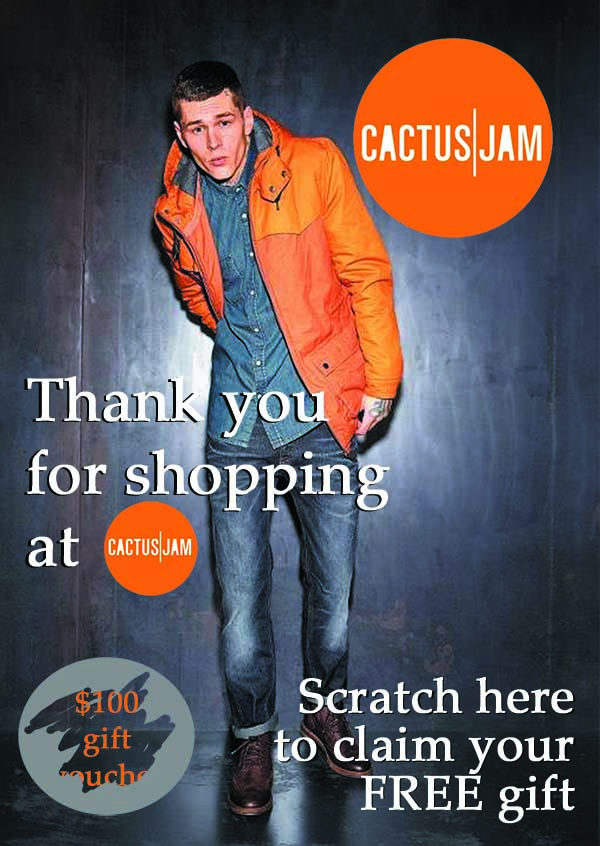 CACTUS|JAM
Thank you
for shopping
at CACTUS|JAM
$100
gift
Scratch here
to claim your
FREE gift